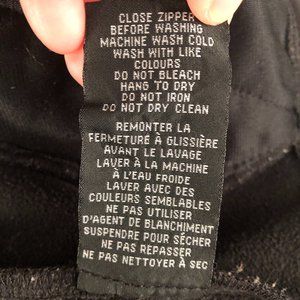 CLOSE ZIPPER
BEFORE WASHING
MACHINE WASH COLD
WASH WITH LIKE
COLOURS
DO NOT BLEACH
HANG TO DRY
DO NOT IRON
DO NOT DRY CLEAN
REMONTER LA
FERMETURE À GLISSIÈRE
AVANT LE LAVAGE
LAVER À LA MACHINE
À L'EAU FROIDE
LAVER AVEC DES
COULEURS SEMBLABLES
NE PAS UTILISER
D'AGENT DE BLANCHIMENT
SUSPENDRE POUR SÉCHER
NE PAS REPASSER
NE PAS NETTOYER À SEC